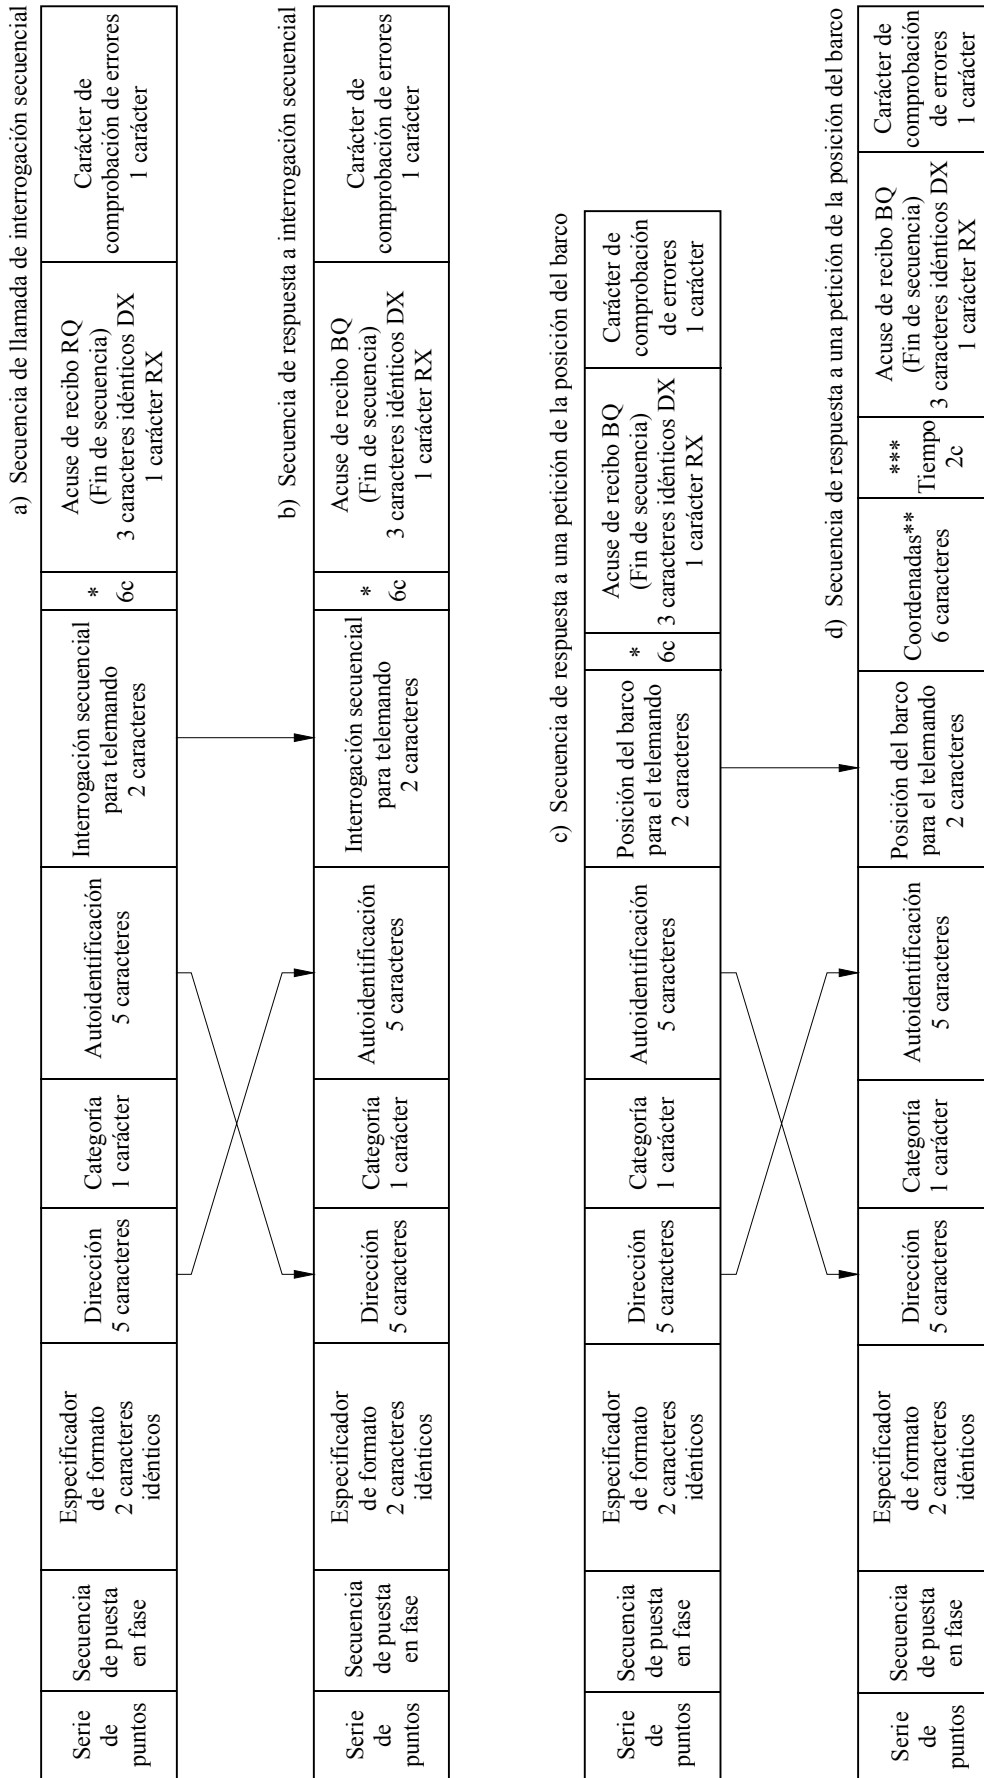 a) Secuencia de llamada de interrogación secuencial
Serie
de
puntos
Secuencia
de puesta
en fase
Especificador
de formato
2 caracteres
idénticos
Dirección
5 caracteres
Categoría
1 carácter
Autoidentificación
5 caracteres
Interrogación secuencial
para telemando
2 caracteres
*
6c
Acuse de recibo RQ
(Fin de secuencia)
3 caracteres idénticos DX
1 carácter RX
Carácter de
comprobación de errores
1 carácter
b) Secuencia de respuesta a interrogación secuencial
Serie
de
puntos
Secuencia
de puesta
en fase
Especificador
de formato
2 caracteres
idénticos
Dirección
5 caracteres
Categoría
1 carácter
Autoidentificación
5 caracteres
Interrogación secuencial
para telemando
2 caracteres
*
6c
Acuse de recibo BQ
(Fin de secuencia)
3 caracteres idénticos DX
1 carácter RX
Carácter de
comprobación de errores
1 carácter
c) Secuencia de respuesta a una petición de la posición del barco
Serie
de
puntos
Secuencia
de puesta
en fase
Especificador
de formato
2 caracteres
idénticos
Dirección
5 caracteres
Categoría
1 carácter
Autoidentificación
5 caracteres
Posición del barco
para el telemando
2 caracteres
*
6c
Acuse de recibo BQ
(Fin de secuencia)
3 caracteres idénticos DX
1 carácter RX
Carácter de
comprobación
de errores
1 carácter
d) Secuencia de respuesta a una petición de la posición del barco
Serie
de
puntos
Secuencia
de puesta
en fase
Especificador
de formato
2 caracteres
idénticos
Dirección
5 caracteres
Categoría
1 carácter
Autoidentificación
5 caracteres
Posición del barco
para el telemando
2 caracteres
Coordenadas**
6 caracteres
***
Tiempo
2c
Acuse de recibo BQ
(Fin de secuencia)
3 caracteres idénticos DX
1 carácter RX
Carácter de
comprobación
de errores
1 carácter